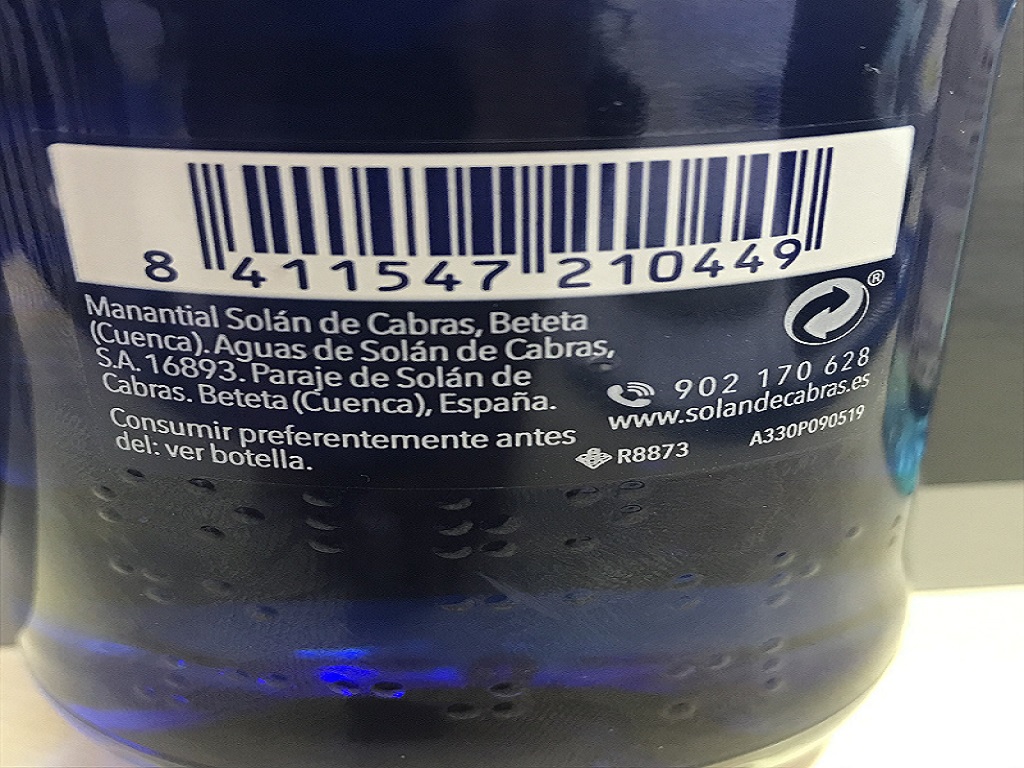 8 411547 210449
Manantial Solán de Cabras, Beteta
(Cuenca). Aguas de Solán de Cabras,
S.A. 16893. Paraje de Solán de
Cabras. Beteta (Cuenca), España.
Consumir preferentemente antes
del: ver botella.
®
902 170 628
www.solandecabras.es
R8873
A330P090519